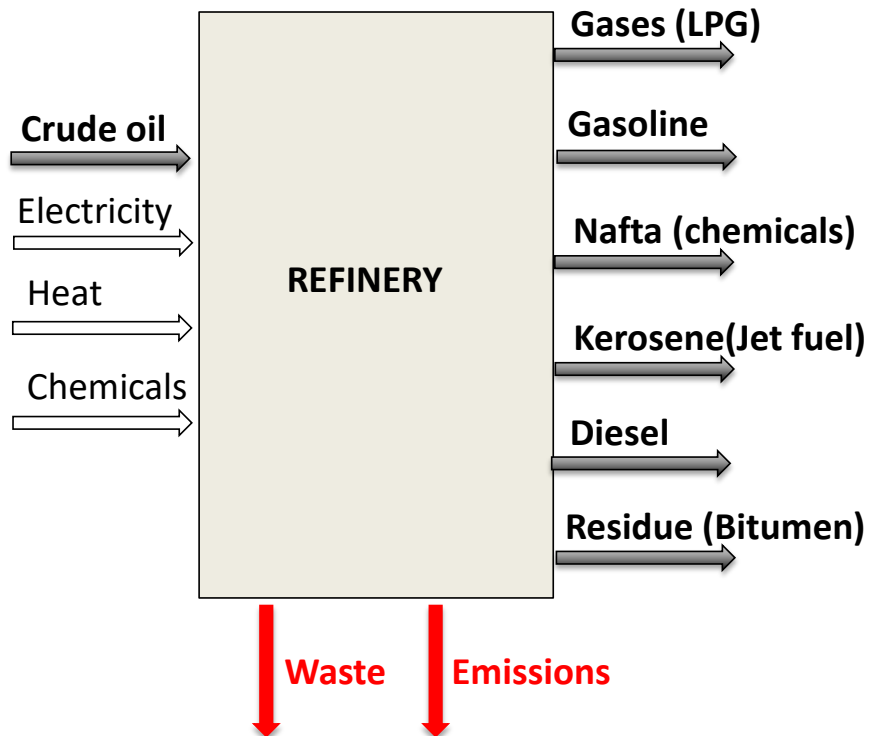 Gases (LPG)
Crude oil
Gasoline
Electricity
Nafta (chemicals)
REFINERY
Heat
Kerosene(Jet fuel)
Chemicals
Diesel
Residue (Bitumen)
Waste
Emissions